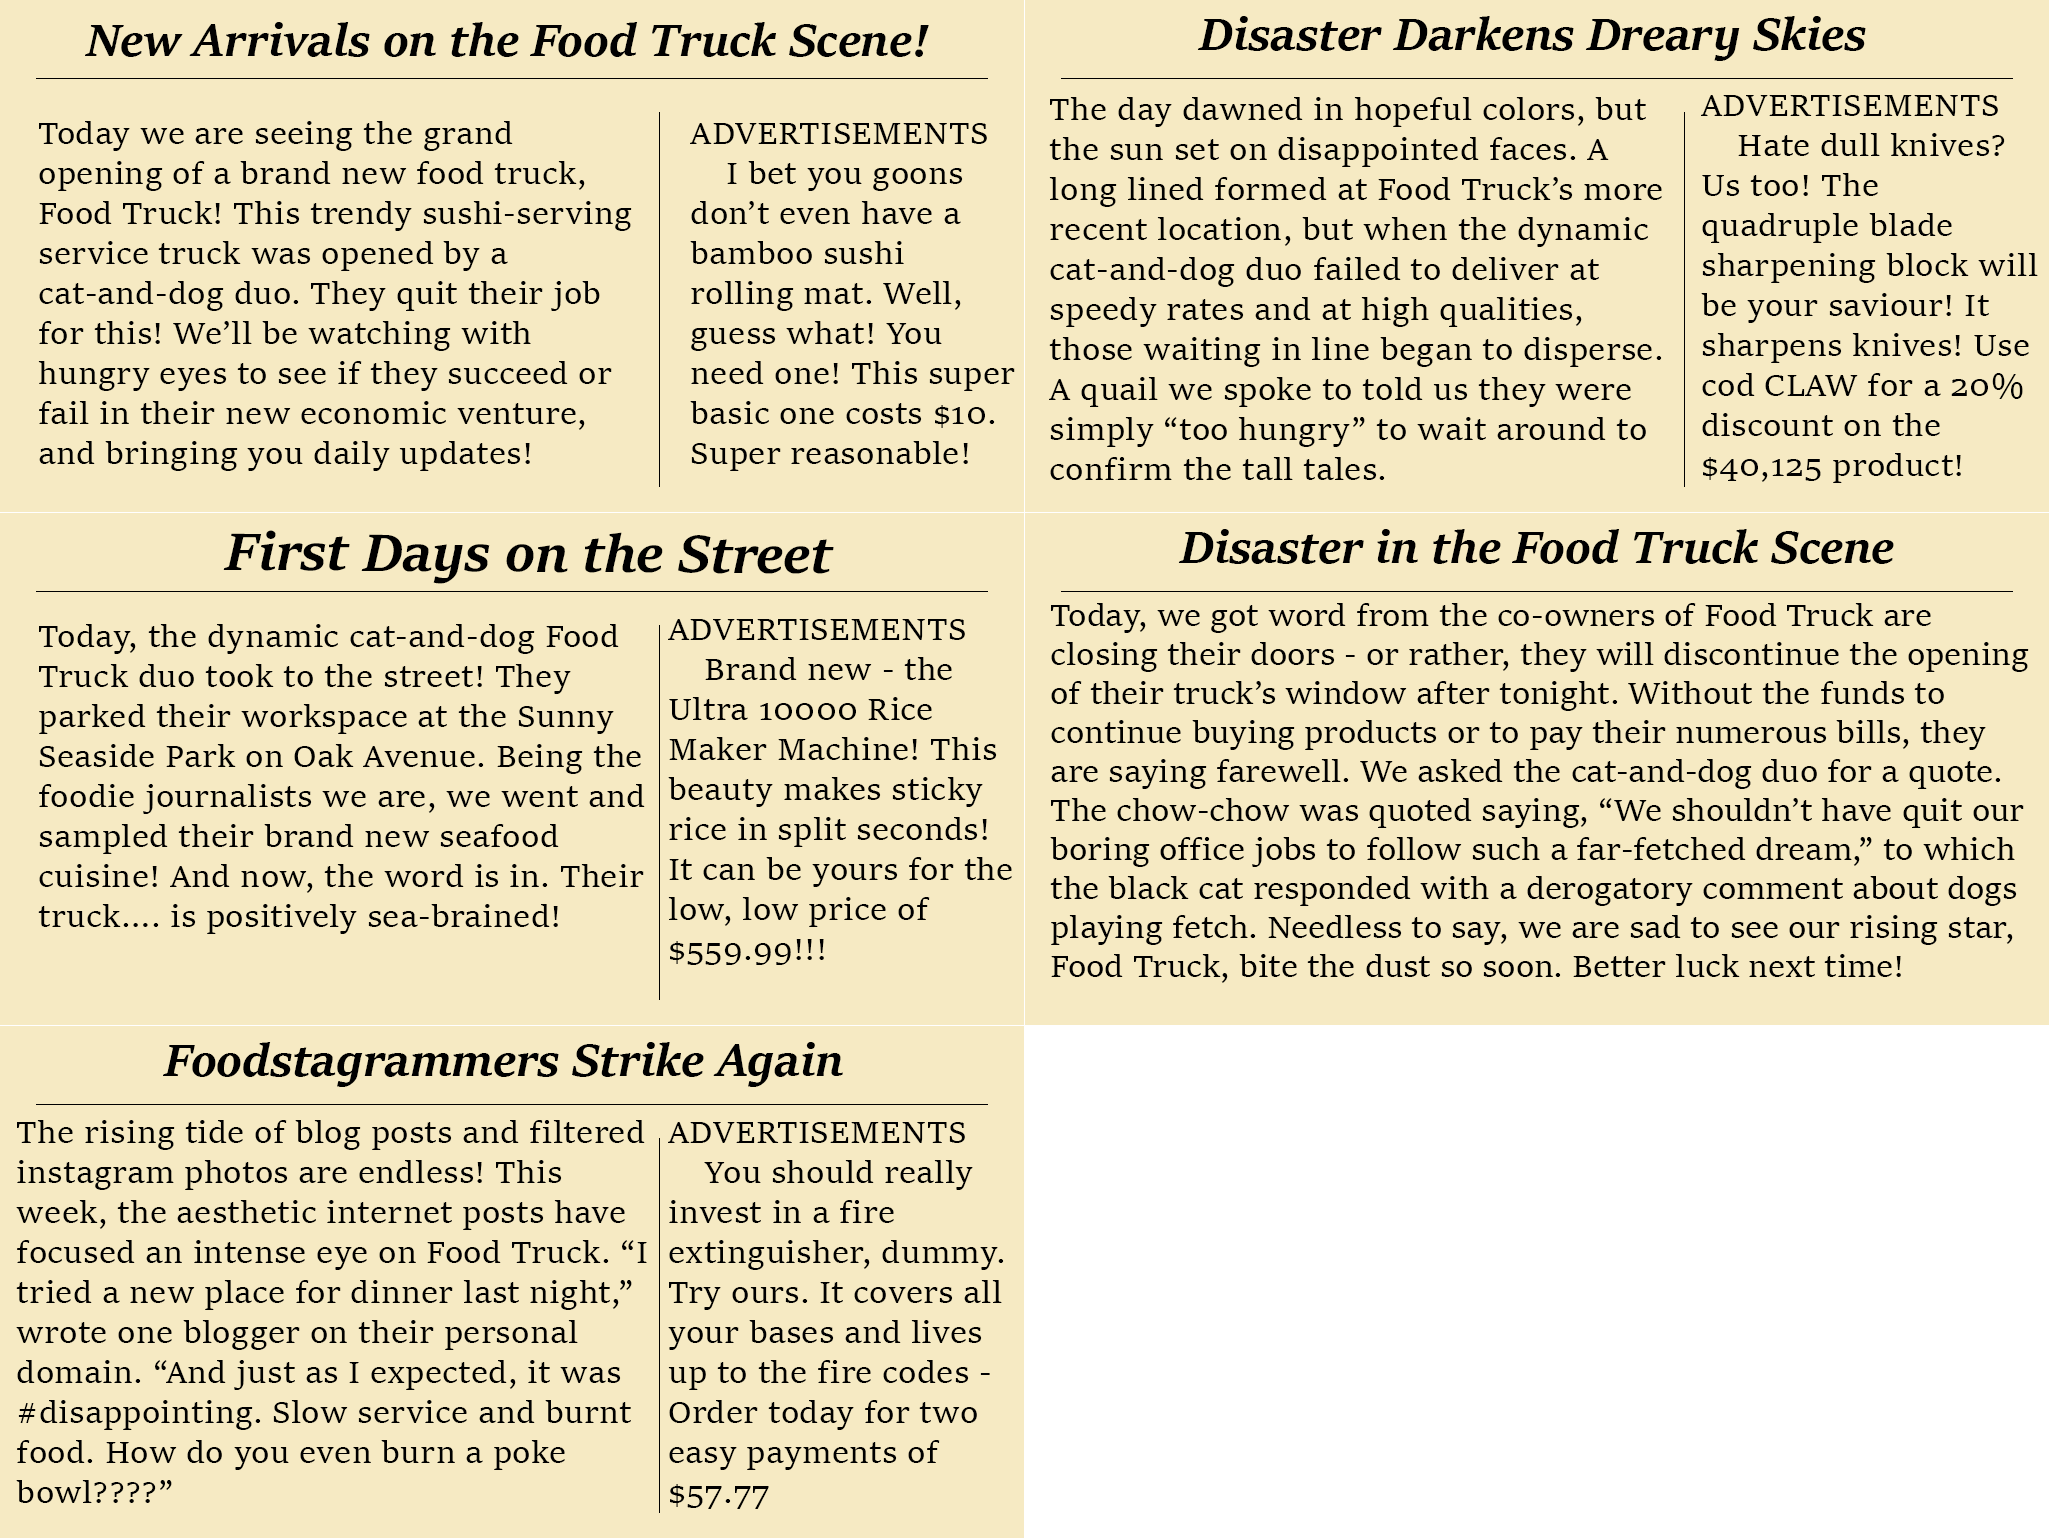 New Arrivals on the Food Truck Scene!
Today we are seeing the grand
opening of a brand new food truck,
Food Truck! This trendy sushi-serving
service truck was opened by a
cat-and-dog duo. They quit their job
for this! We’ll be watching with
hungry eyes to see if they succeed or
fail in their new economic venture,
and bringing you daily updates!
ADVERTISEMENTS
I bet you goons
don’t even have a
bamboo sushi
rolling mat. Well,
guess what! You
need one! This super
basic one costs $10.
Super reasonable!
Disaster Darkens Dreary Skies
The day dawned in hopeful colors, but
the sun set on disappointed faces. A
long lined formed at Food Truck’s more
recent location, but when the dynamic
cat-and-dog duo failed to deliver at
speedy rates and at high qualities,
those waiting in line began to disperse.
A quail we spoke to told us they were
simply “too hungry” to wait around to
confirm the tall tales.
ADVERTISEMENTS
Hate dull knives?
Us too! The
quadruple blade
sharpening block will
be your saviour! It
sharpens knives! Use
cod CLAW for a 20%
discount on the
$40,125 product!
First Days on the Street
Today, the dynamic cat-and-dog Food
Truck duo took to the street! They
parked their workspace at the Sunny
Seaside Park on Oak Avenue. Being the
foodie journalists we are, we went and
sampled their brand new seafood
cuisine! And now, the word is in. Their
truck.... is positively sea-brained!
ADVERTISEMENTS
Brand new - the
Ultra 10000 Rice
Maker Machine! This
beauty makes sticky
rice in split seconds!
It can be yours for the
low, low price of
$559.99!!!
Disaster in the Food Truck Scene
Today, we got word from the co-owners of Food Truck are
closing their doors - or rather, they will discontinue the opening
of their truck’s window after tonight. Without the funds to
continue buying products or to pay their numerous bills, they
are saying farewell. We asked the cat-and-dog duo for a quote.
The chow-chow was quoted saying, “We shouldn’t have quit our
boring office jobs to follow such a far-fetched dream,” to which
the black cat responded with a derogatory comment about dogs
playing fetch. Needless to say, we are sad to see our rising star,
Food Truck, bite the dust so soon. Better luck next time!
Foodstagrammers Strike Again
The rising tide of blog posts and filtered
instagram photos are endless! This
week, the aesthetic internet posts have
focused an intense eye on Food Truck. “I
tried a new place for dinner last night,”
wrote one blogger on their personal
domain. “And just as I expected, it was
#disappointing. Slow service and burnt
food. How do you even burn a poke
bowl????”
ADVERTISEMENTS
You should really
invest in a fire
extinguisher, dummy.
Try ours. It covers all
your bases and lives
up to the fire codes -
Order today for two
easy payments of
$57.77